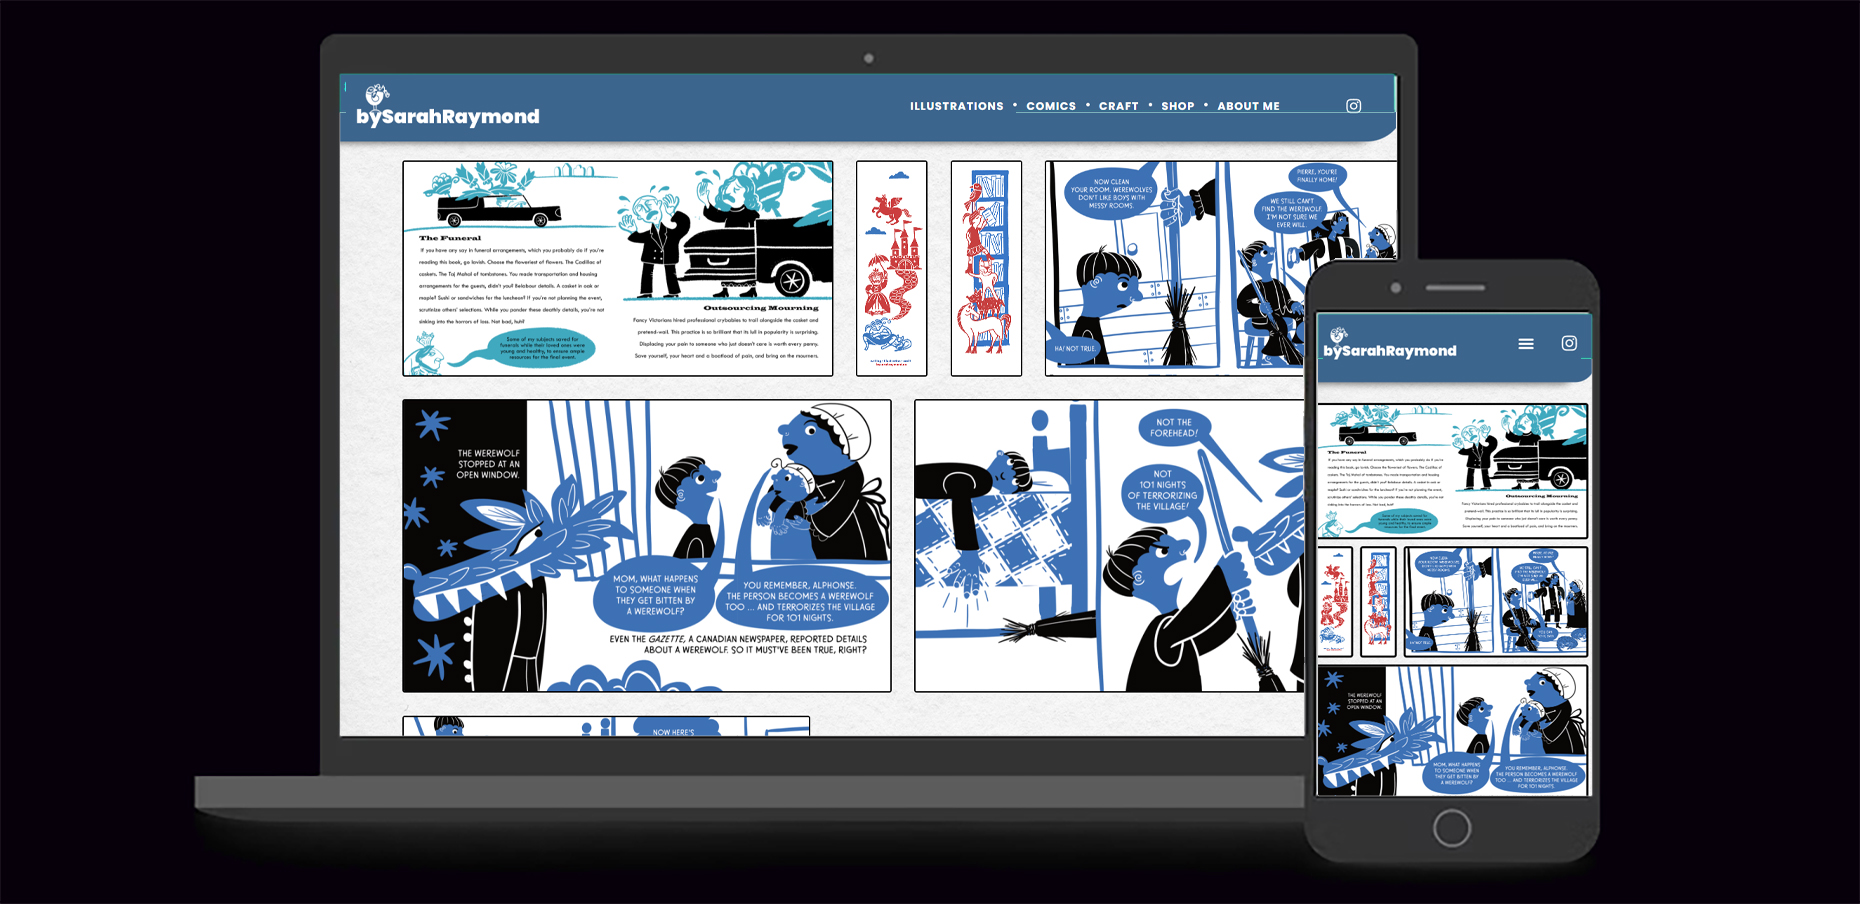 bySarahRaymond
ILLUSTRATIONS • COMICS • CRAFT • SHOP • ABOUT ME
The Funeral
If you have any say in funeral arrangements, which you probably do if you're
reading this book, go lavish. Choose the floweriest of flowers. The Cadillac of
caskets. The Taj Mahal of tombstones. You made transportation and housing
arrangements for the guests, didn't you? Belabour details. A casket in oak or
maple? Sushi or sandwiches for the luncheon? If you're not planning the event,
scrutinize others' selections. While you ponder these deathly details, you're not
sinking into the horrors of loss. Not bad, huh?
Some of my subjects saved for
funerals while their loved ones were
young and healthy, to ensure ample
resources for the final event.
Outsourcing Mourning
Fancy Victorians hired professional crybabies to trail alongside the casket and
pretend-wail. This practice is so brilliant that its lull in popularity is surprising.
Displaying your pain to someone who just doesn't care is worth every penny.
Save yourself, your heart and a boatload of pain, and bring on the mourners.
NOW CLEAN
YOUR ROOM. WEREWOLVES
DON'T LIKE BOYS WITH
MESSY ROOMS.
HA! NOT TRUE.
PIERRE, YOU'RE
FINALLY HOME!
WE STILL CAN'T
FIND THE WEREWOLF.
I'M NOT SURE WE
EVER WILL.
THE WEREWOLF
STOPPED AT AN
OPEN WINDOW.
MOM, WHAT HAPPENS
TO SOMEONE WHEN
THEY GET BITTEN BY
A WEREWOLF?
YOU REMEMBER, ALPHONSE.
THE PERSON BECOMES A WEREWOLF
TOO ... AND TERRORIZES THE VILLAGE
FOR 101 NIGHTS.
EVEN THE GAZETTE, A CANADIAN NEWSPAPER, REPORTED DETAILS
ABOUT A WEREWOLF. SO IT MUST'VE BEEN TRUE, RIGHT?
NOT THE
FOREHEAD!
NOT
101 NIGHTS
OF TERRORIZING
THE VILLAGE!
NOW HERE'S
bySarahRaymond
The Funeral
Outsourcing Mourning
THE WEREWOLF
STOPPED AT AN
OPEN WINDOW.
MOM, WHAT HAPPENS
TO SOMEONE WHEN
THEY GET BITTEN BY
A WEREWOLF?
YOU REMEMBER, ALPHONSE.
THE PERSON BECOMES A WEREWOLF
TOO ... AND TERRORIZES THE VILLAGE
FOR 101 NIGHTS.